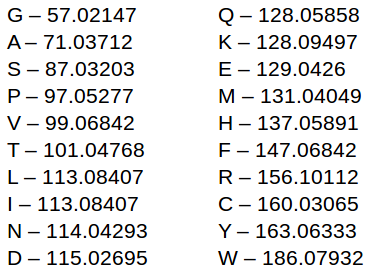 G – 57.02147
A – 71.03712
S – 87.03203
P – 97.05277
V – 99.06842
T – 101.04768
L – 113.08407
I – 113.08407
N – 114.04293
D – 115.02695
Q – 128.05858
K – 128.09497
E – 129.0426
M – 131.04049
H – 137.05891
F – 147.06842
R – 156.10112
C – 160.03065
Y – 163.06333
W – 186.07932